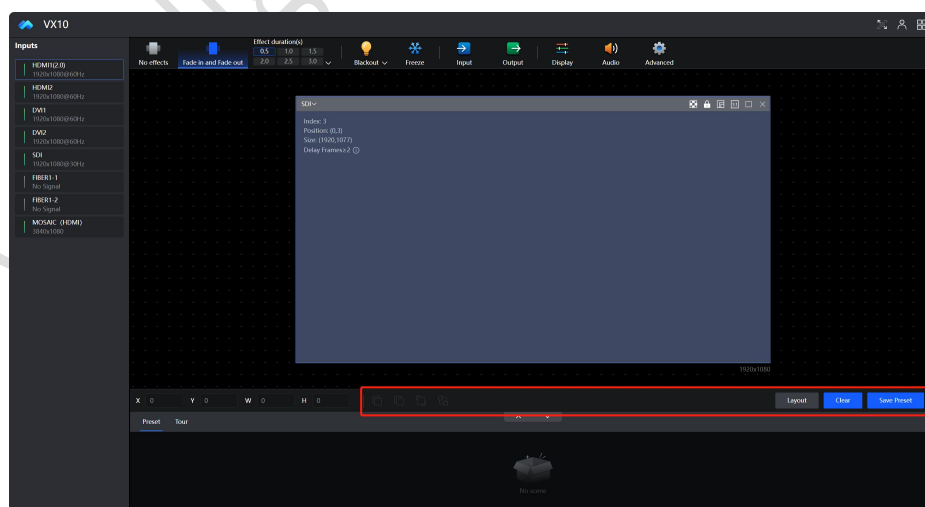 VX10
Inputs
HDMI1(2.0)
1920x1080@60Hz
HDMI2
1920x1080@60Hz
DVI1
1920x1080@60Hz
DVI2
1920x1080@60Hz
SDI
1920x1080@30Hz
FIBER1-1
No Signal
FIBER1-2
No Signal
MOSAIC (HDMI)
3840x1080
No effects
Fade in and Fade out
Effect duration(s)
0.5 1.0 1.5
2.0 2.5 3.0
Blackout
Freeze
Input
Output
Display
Audio
Advanced
SDI
Index: 3
Position: (0,3)
Size: (1920,1077)
Delay Frames≥2
1920x1080
X 0 Y 0 W 0 H 0
Layout Clear Save Preset
Preset Tour
No scene